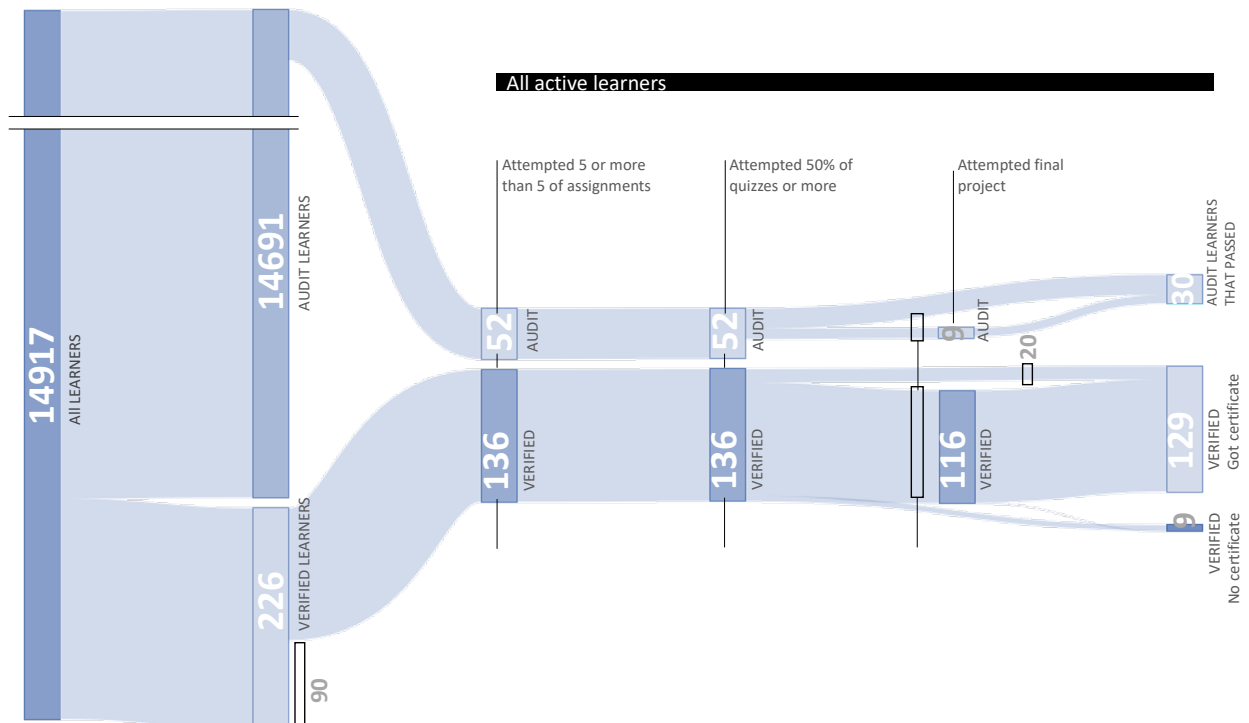 All active learners
Attempted 5 or more
than 5 of assignments
Attempted 50% of
quizzes or more
Attempted final
project
14917
All LEARNERS
14691
AUDIT LEARNERS
226
VERIFIED LEARNERS
90
52
AUDIT
136
VERIFIED
52
AUDIT
136
VERIFIED
9
AUDIT
20
116
VERIFIED
30
AUDIT LEARNERS
THAT PASSED
129
VERIFIED
Got certificate
9
VERIFIED
No certificate